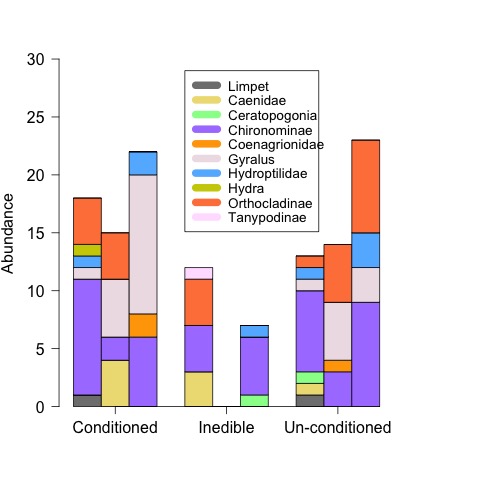 30
25
20
15
10
5
0
Abundance
Limpet
Caenidae
Ceratopogonia
Chironominae
Coenagrionidae
Gyralus
Hydroptilidae
Hydra
Orthocladinae
Tanypodinae
Conditioned Inedible Un-conditioned